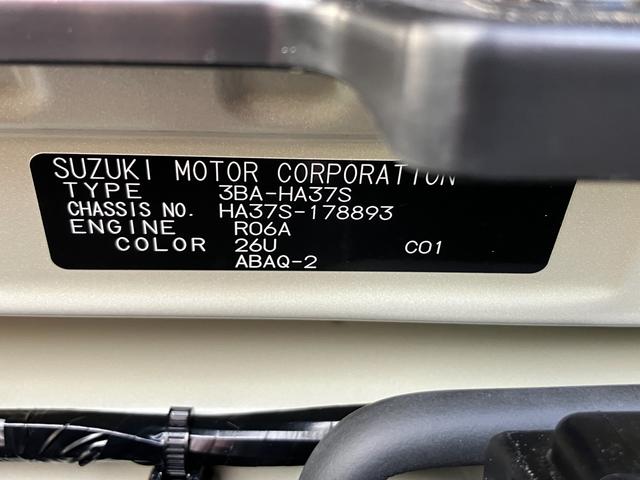 SUZUKI MOTOR CORPORATION
TYPE 3BA-HA37S
CHASSIS NO. HA37S-178893
ENGINE R06A
COLOR 26U C01
ABAQ-2